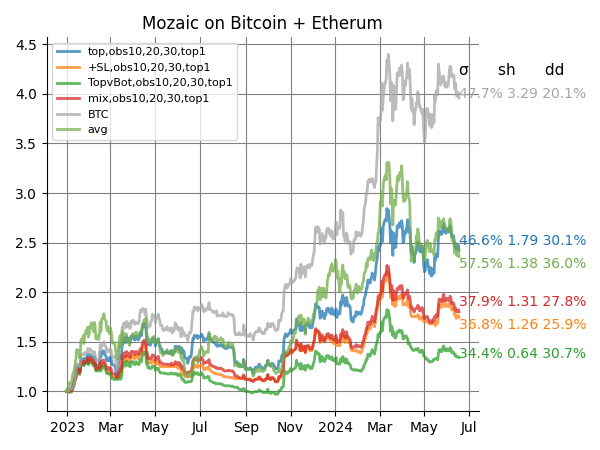 Mozaic on Bitcoin + Etherum
4.5
4.0
3.5
3.0
2.5
2.0
1.5
1.0
top,obs10,20,30,top1
+SL,obs10,20,30,top1
TopvBot,obs10,20,30,top1
mix,obs10,20,30,top1
BTC
avg
σ sh dd
47.7% 3.29 20.1%
46.6% 1.79 30.1%
57.5% 1.38 36.0%
37.9% 1.31 27.8%
36.8% 1.26 25.9%
34.4% 0.64 30.7%
2023 Mar May Jul Sep Nov 2024 Mar May Jul